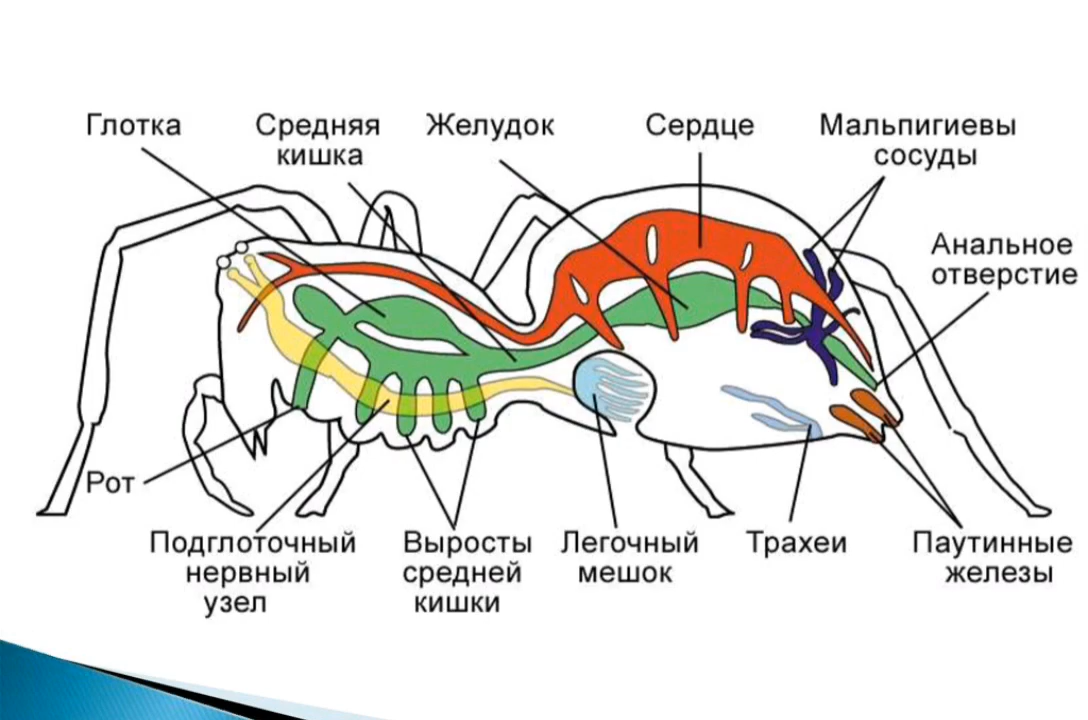 Глотка
Средняя
кишка
Желудок
Сердце
Мальпигиевы
сосуды
Анальное
отверстие
Рот
Подглоточный
нервный
узел
Выросты
средней
кишки
Легочный
мешок
Трахеи
Паутинные
железы